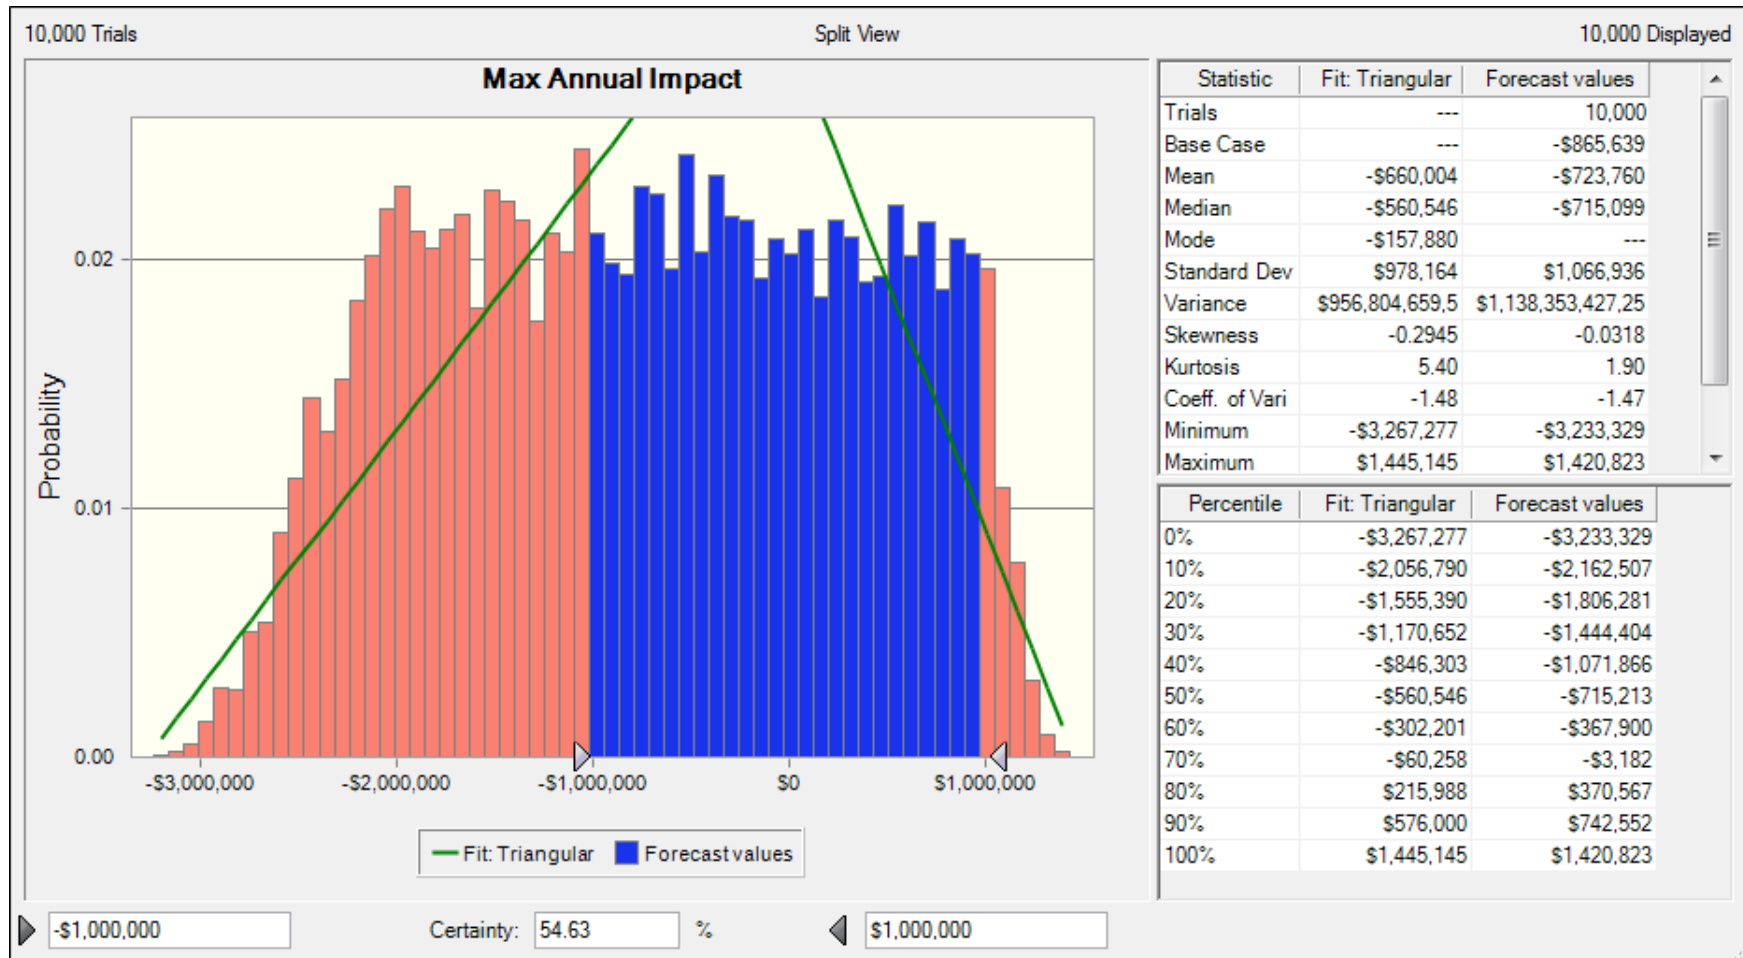 10,000 Trials Split View 10,000 Displayed
Max Annual Impact
Probability
0.02
0.01
0.00
-$3,000,000 -$2,000,000 -$1,000,000 $0 $1,000,000
Fit: Triangular Forecast values
Statistic Fit: Triangular Forecast values
Trials --- 10,000
Base Case --- -$865,639
Mean -$660,004 -$723,760
Median -$560,546 -$715,099
Mode -$157,880 ---
Standard Dev $978,164 $1,066,936
Variance $956,804,659,5 $1,138,353,427,25
Skewness -0.2945 -0.0318
Kurtosis 5.40 1.90
Coeff. of Vari -1.48 -1.47
Minimum -$3,267,277 -$3,233,329
Maximum $1,445,145 $1,420,823
Percentile Fit: Triangular Forecast values
0% -$3,267,277 -$3,233,329
10% -$2,056,790 -$2,162,507
20% -$1,555,390 -$1,806,281
30% -$1,170,652 -$1,444,404
40% -$846,303 -$1,071,866
50% -$560,546 -$715,213
60% -$302,201 -$367,900
70% -$60,258 -$3,182
80% $215,988 $370,567
90% $576,000 $742,552
100% $1,445,145 $1,420,823
-$1,000,000 Certainty: 54.63 % $1,000,000